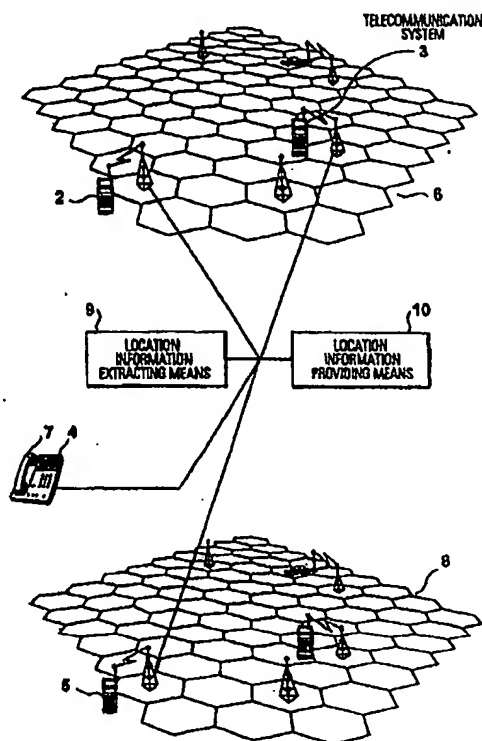 TELECOMMUNICATION
SYSTEM
3
2
6
9
10
LOCATION
INFORMATION
EXTRACTING MEANS
LOCATION
INFORMATION
PROVIDING MEANS
7
4
8
5